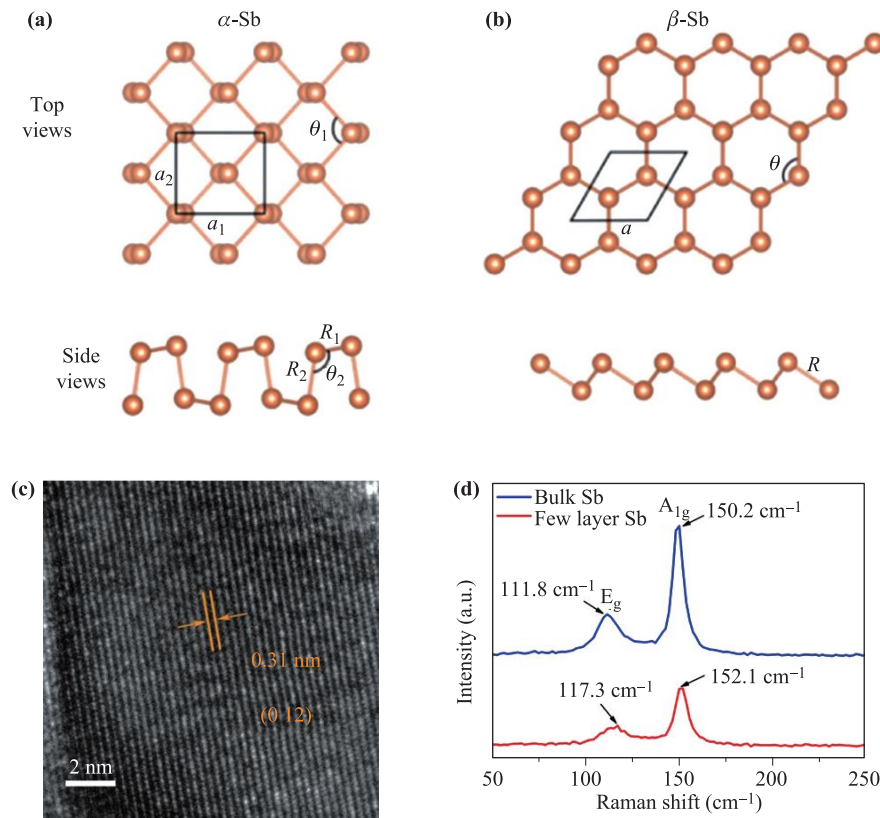 (a)
α-Sb
Top
views
θ₁
a₂
a₁
Side
views
R₁
R₂
θ₂
(b)
β-Sb
θ
a
R
(c)
0.31 nm
(0 12)
2 nm
(d)
Bulk Sb
Few layer Sb
A₁g
150.2 cm⁻¹
111.8 cm⁻¹
Eg
117.3 cm⁻¹
152.1 cm⁻¹
Intensity (a.u.)
50
100
150
200
250
Raman shift (cm⁻¹)